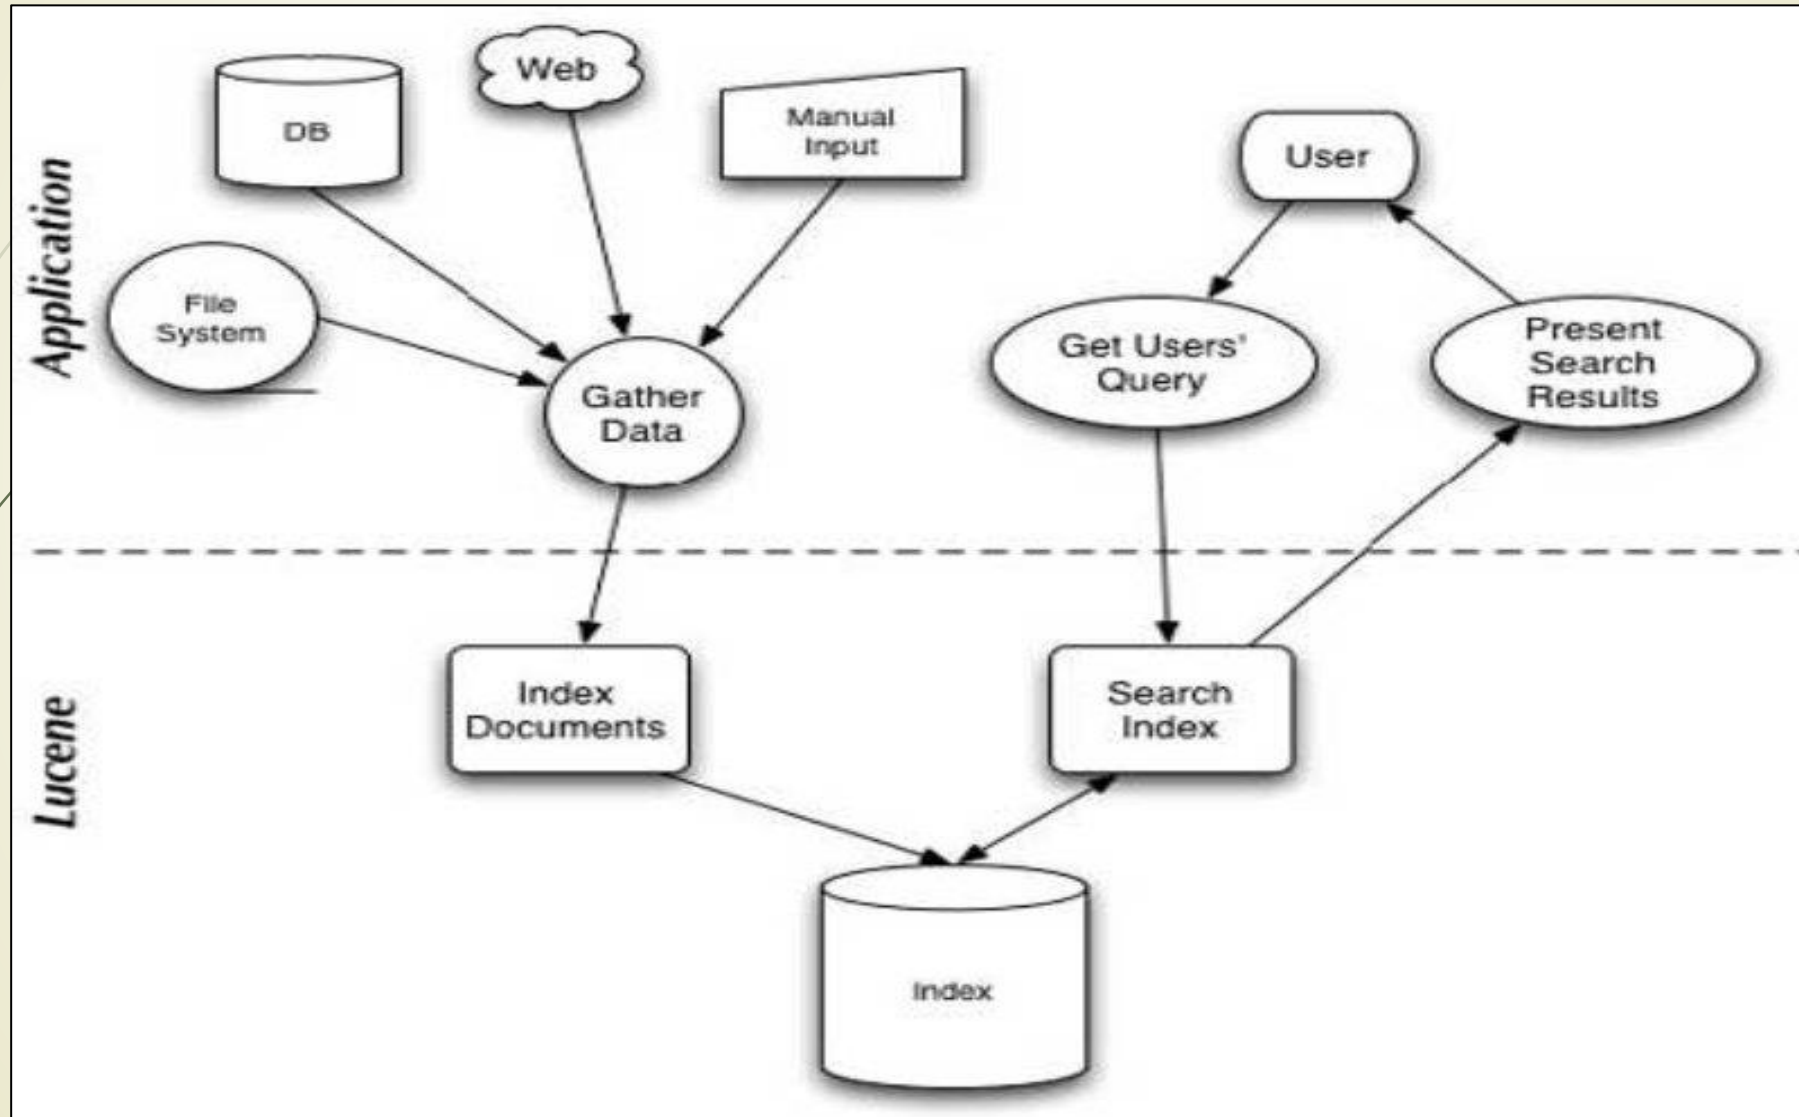 Application
DB
Web
Manual
Input
File
System
Gather
Data
User
Get Users'
Query
Present
Search
Results
Lucene
Index
Documents
Search
Index
Index